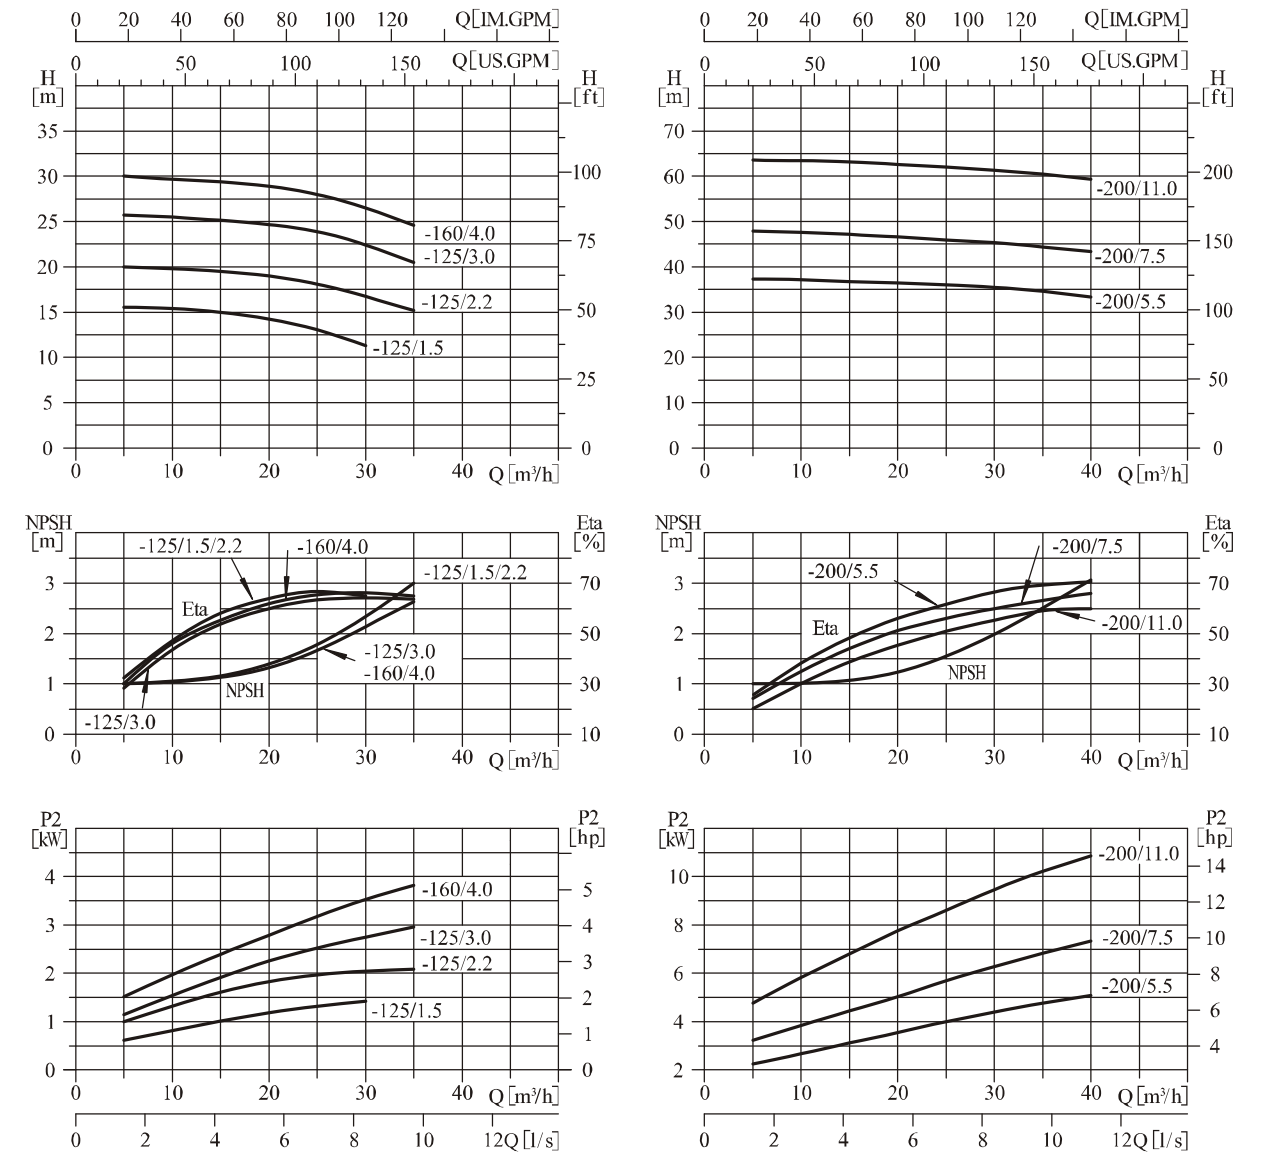 0 20 40 60 80 100 120 Q[IM.GPM]
0 50 100 150 Q[US.GPM]
H
[m]
H
[ft]
35
30
25
20
15
10
5
0
100
75
50
25
0
-160/4.0
-125/3.0
-125/2.2
-125/1.5
0 10 20 30 40 Q[m³/h]
0 20 40 60 80 100 120 Q[IM.GPM]
0 50 100 150 Q[US.GPM]
H
[m]
H
[ft]
70
60
50
40
30
20
10
0
200
150
100
50
0
-200/11.0
-200/7.5
-200/5.5
0 10 20 30 40 Q[m³/h]
NPSH
[m]
Eta
[%]
3
2
1
0
70
50
30
10
-125/1.5/2.2
-160/4.0
-125/1.5/2.2
Eta
-125/3.0
-160/4.0
NPSH
-125/3.0
0 10 20 30 40 Q[m³/h]
NPSH
[m]
Eta
[%]
3
2
1
0
70
50
30
10
-200/7.5
-200/5.5
Eta
-200/11.0
NPSH
0 10 20 30 40 Q[m³/h]
P2
[kW]
P2
[hp]
4
3
2
1
0
5
4
3
2
1
0
-160/4.0
-125/3.0
-125/2.2
-125/1.5
0 10 20 30 40 Q[m³/h]
0 2 4 6 8 10 12Q[l/s]
P2
[kW]
P2
[hp]
10
8
6
4
2
14
12
10
8
6
4
-200/11.0
-200/7.5
-200/5.5
0 10 20 30 40 Q[m³/h]
0 2 4 6 8 10 12Q[l/s]